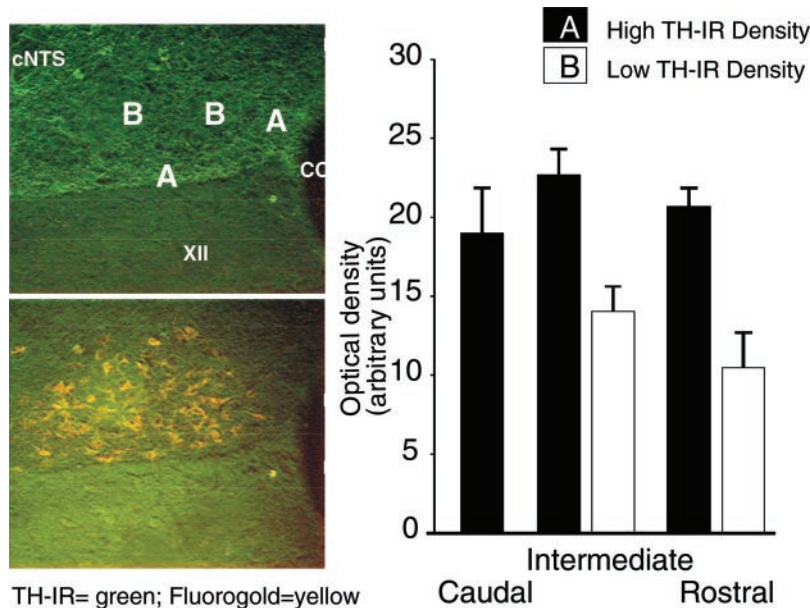 cNTS
B B A
A
CC
XII
TH-IR= green; Fluorogold=yellow
A High TH-IR Density
B Low TH-IR Density
Optical density
(arbitrary units)
30
25
20
15
10
5
0
Intermediate
Caudal Rostral